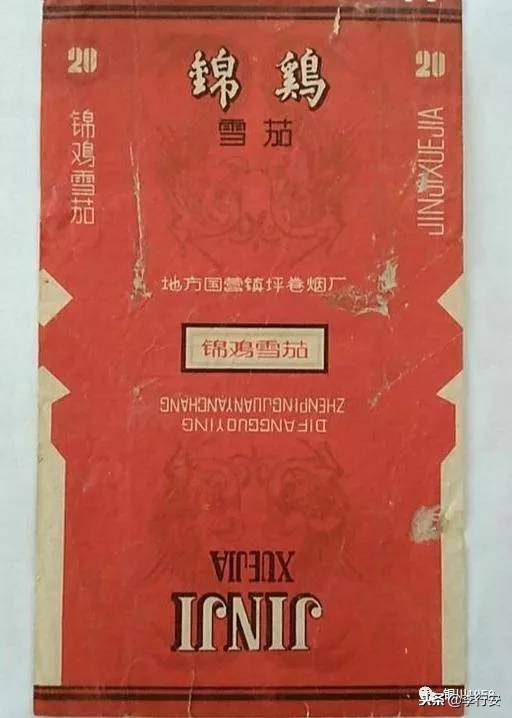 20
錦鷄
20
雪茄
锦鸡雪茄
JINJIXUEJIA
地方国营镇坪卷烟厂
锦鸡雪茄
DIFANGGUOYING
ZHENPINGJUANYANCHANG
JINJI
XUEJIA
头条@李行安